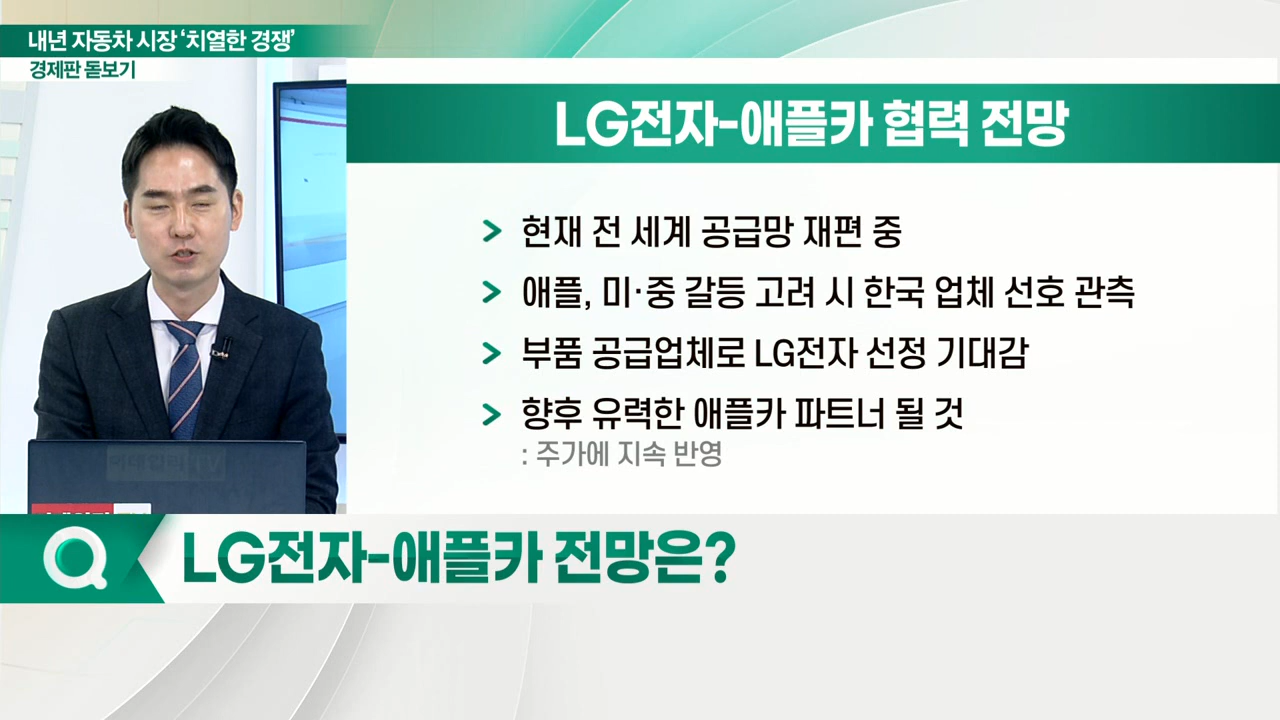 내년 자동차 시장 ‘치열한 경쟁’
경제판 돋보기
LG전자-애플카 협력 전망
현재 전 세계 공급망 재편 중
애플, 미·중 갈등 고려 시 한국 업체 선호 관측
부품 공급업체로 LG전자 선정 기대감
향후 유력한 애플카 파트너 될 것
: 주가에 지속 반영
LG전자-애플카 전망은?